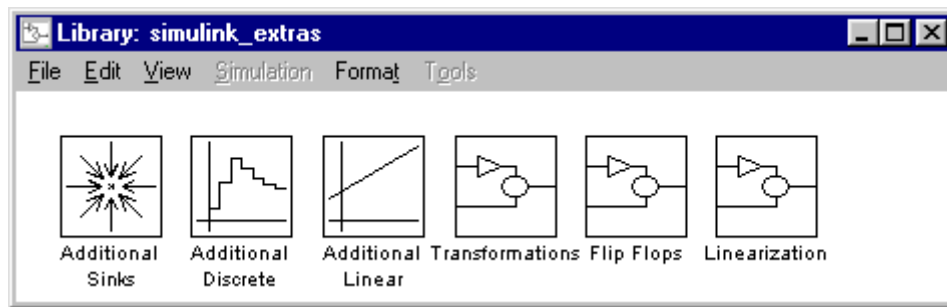 Library: simulink_extras
File Edit View Simulation Format Tools
Additional Sinks
Additional Discrete
Additional Linear
Transformations
Flip Flops
Linearization